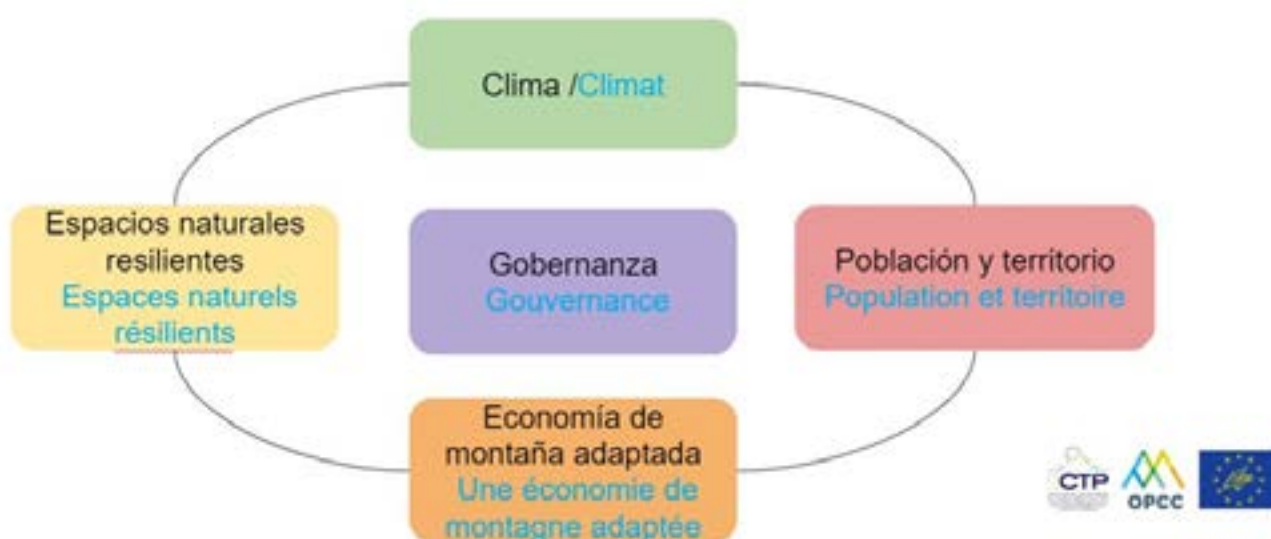 Clima /Climat
Espacios naturales
resilientes
Espaces naturels
résilients
Gobernanza
Gouvernance
Población y territorio
Population et territoire
Economía de
montaña adaptada
Une économie de
montagne adaptée
CTP
OPCC